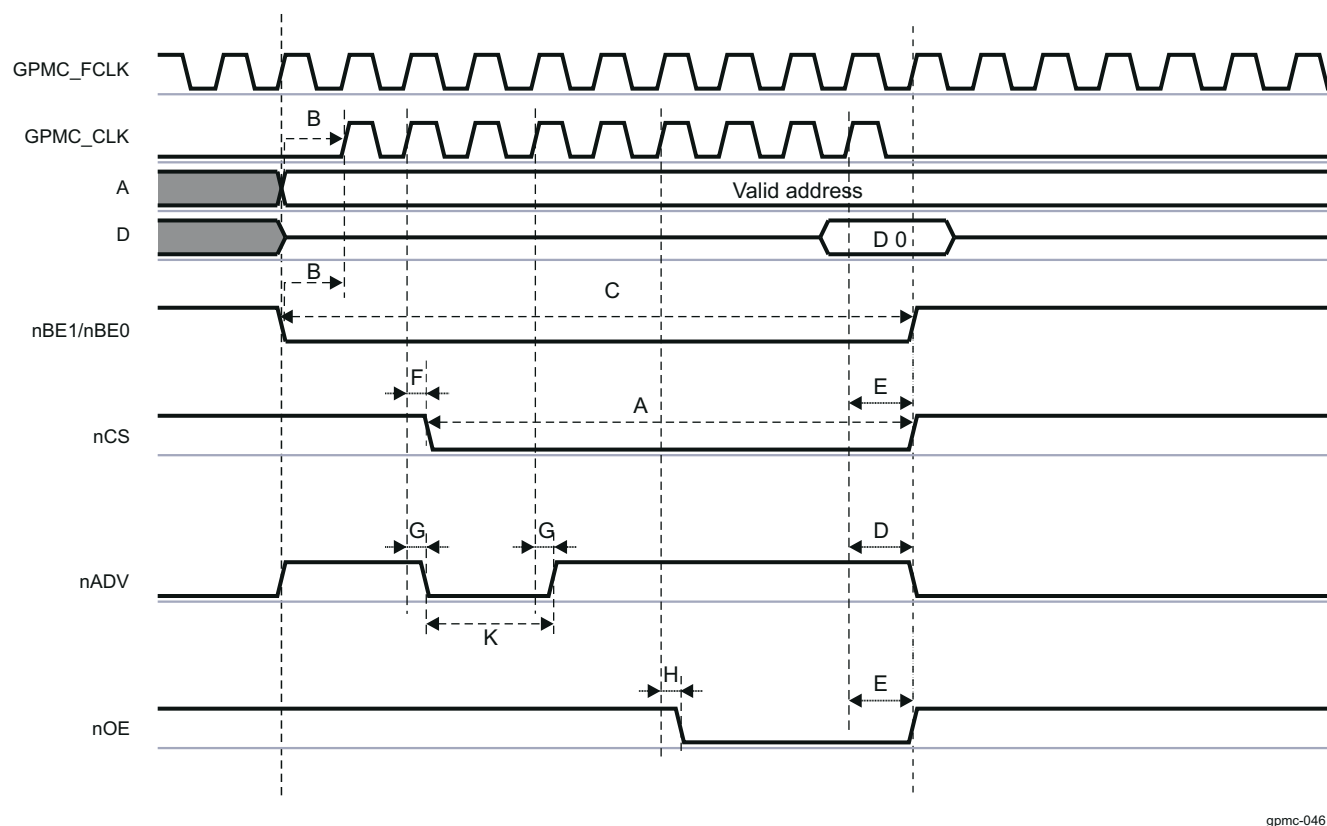 GPMC_FCLK
B
GPMC_CLK
A
Valid address
D
D 0
B
C
nBE1/nBE0
F
E
A
nCS
G
G
D
nADV
K
H
E
nOE
gpmc-046